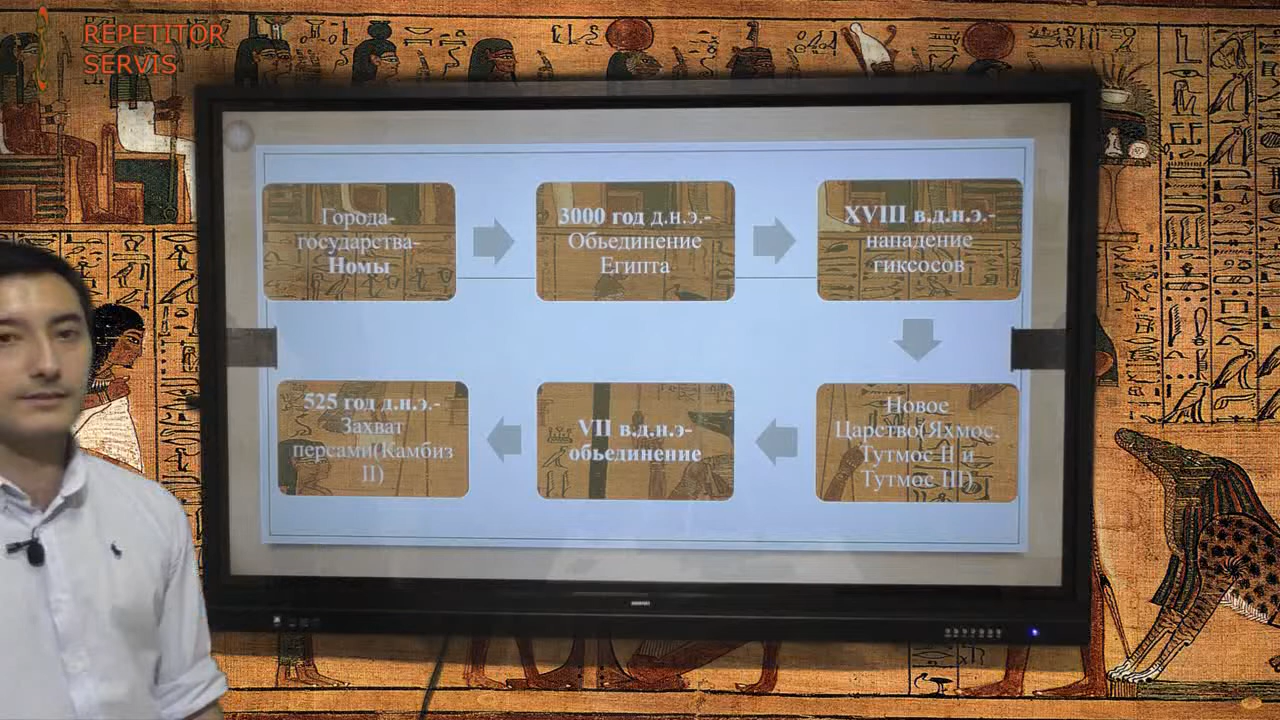 REPETITOR
SERVIS
Города-
государства-
Номы
3000 год д.н.э.-
Обьединение
Египта
XVIII в.д.н.э.-
нападение
гиксосов
Новое
Царство(Яхмос,
Тутмос II и
Тутмос III)
VII в.д.н.э-
обьединение
525 год д.н.э.-
Захват
персами(Камбиз
II)